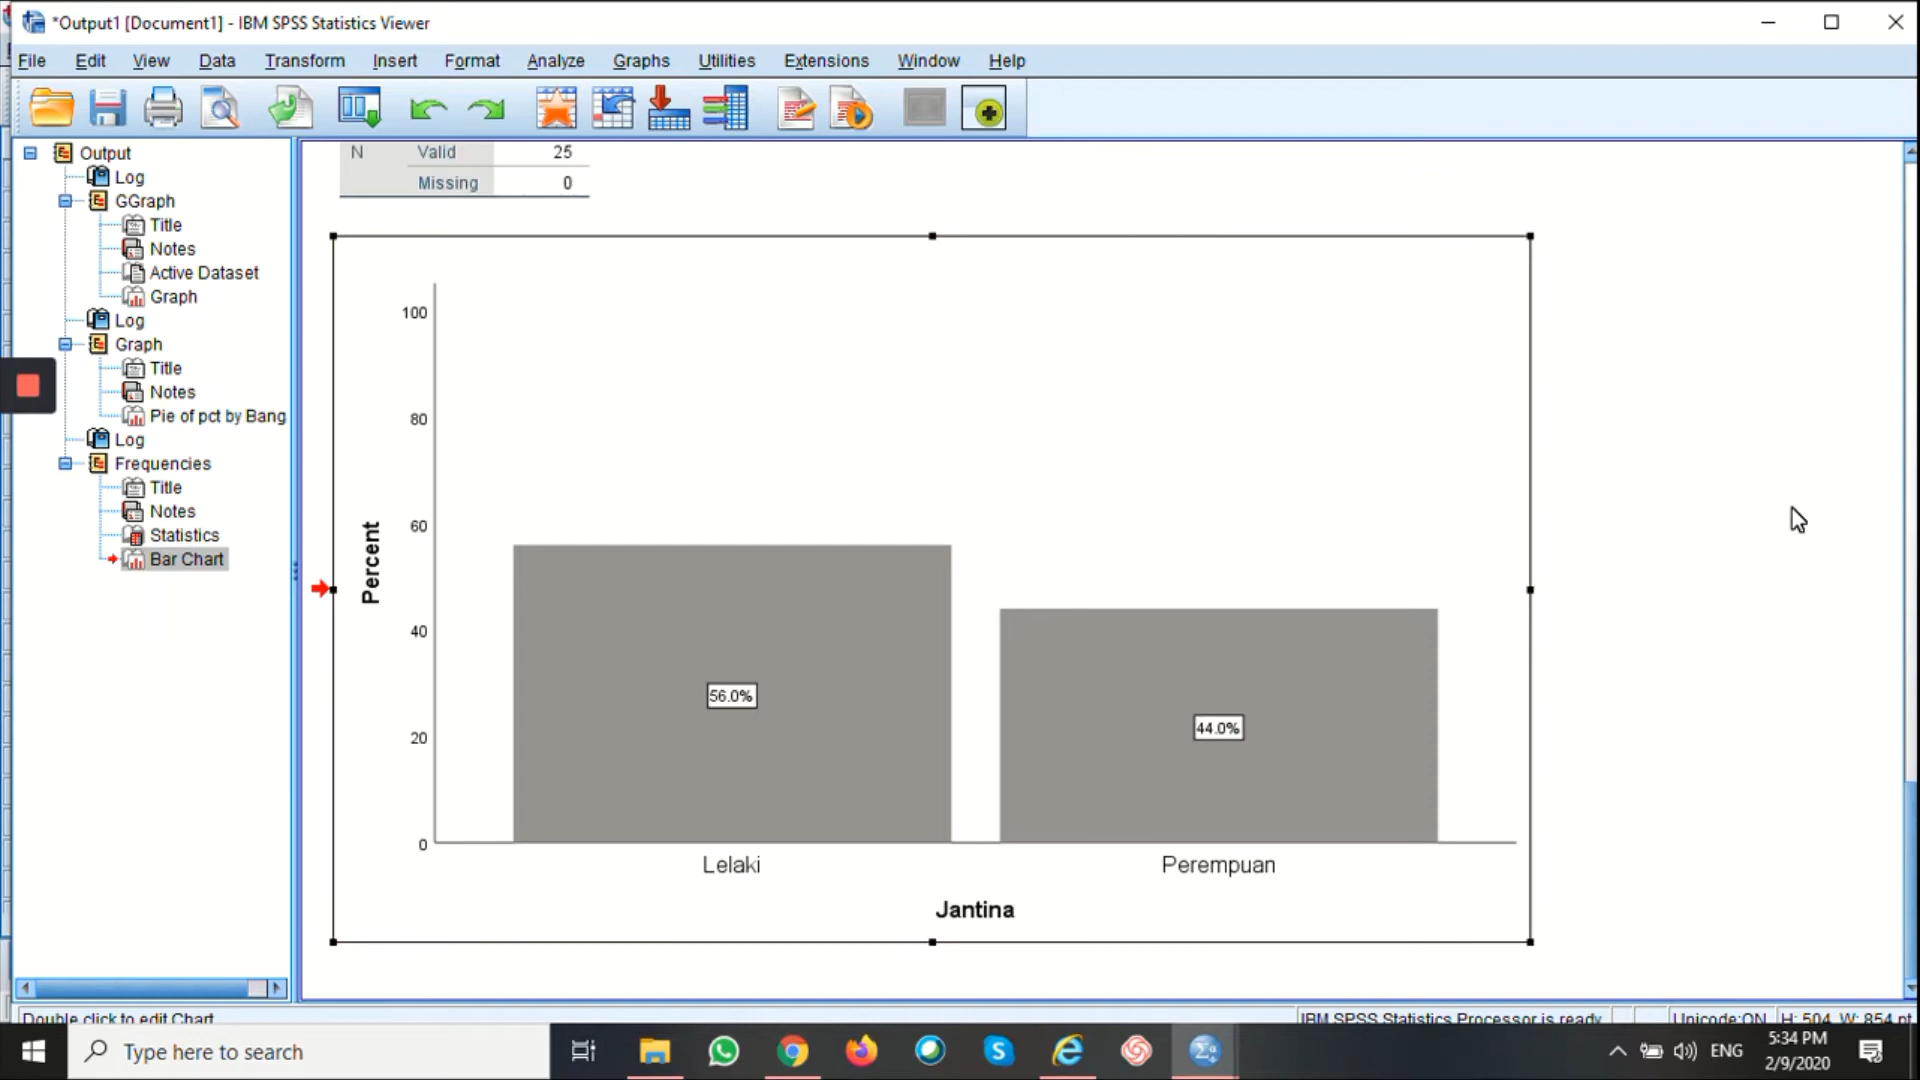 *Output1 [Document1] - IBM SPSS Statistics Viewer
File Edit View Data Transform Insert Format Analyze Graphs Utilities Extensions Window Help
Output
Log
GGraph
Title
Notes
Active Dataset
Graph
Log
Graph
Title
Notes
Pie of pct by Bang
Log
Frequencies
Title
Notes
Statistics
Bar Chart
N Valid 25
Missing 0
100
80
60
40
20
0
Percent
56.0%
44.0%
Lelaki Perempuan
Jantina
Double click to edit Chart
IBM SPSS Statistics Processor is ready Unicode:ON H: 504, W: 854 pt
Type here to search
ENG
5:34 PM
2/9/2020